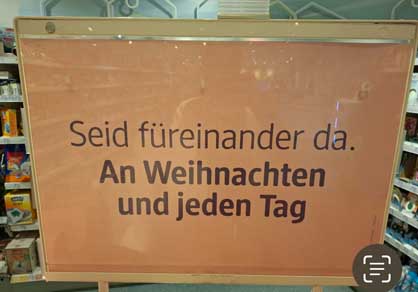 Seid füreinander da.
An Weihnachten
und jeden Tag